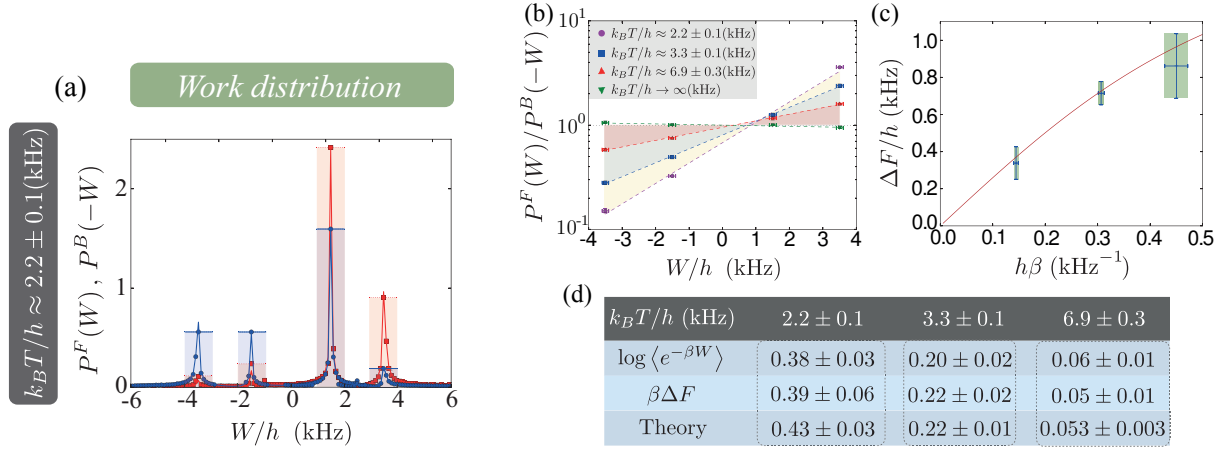 (a)
Work distribution
k_BT/h ≈ 2.2 ± 0.1(kHz)
P^F(W), P^B(-W)
2
1
0
-6 -4 -2 0 2 4 6
W/h (kHz)
(b)
P^F(W)/P^B(-W)
10^1
10^0
10^-1
k_BT/h ≈ 2.2 ± 0.1(kHz)
k_BT/h ≈ 3.3 ± 0.1(kHz)
k_BT/h ≈ 6.9 ± 0.3(kHz)
k_BT/h → ∞(kHz)
-4 -3 -2 -1 0 1 2 3 4
W/h (kHz)
(c)
ΔF/h (kHz)
1.0
0.8
0.6
0.4
0.2
0.0
0.0 0.1 0.2 0.3 0.4 0.5
hβ (kHz^-1)
(d)
k_BT/h (kHz) 2.2 ± 0.1 3.3 ± 0.1 6.9 ± 0.3
log ⟨e^-βW⟩ 0.38 ± 0.03 0.20 ± 0.02 0.06 ± 0.01
βΔF 0.39 ± 0.06 0.22 ± 0.02 0.05 ± 0.01
Theory 0.43 ± 0.03 0.22 ± 0.01 0.053 ± 0.003